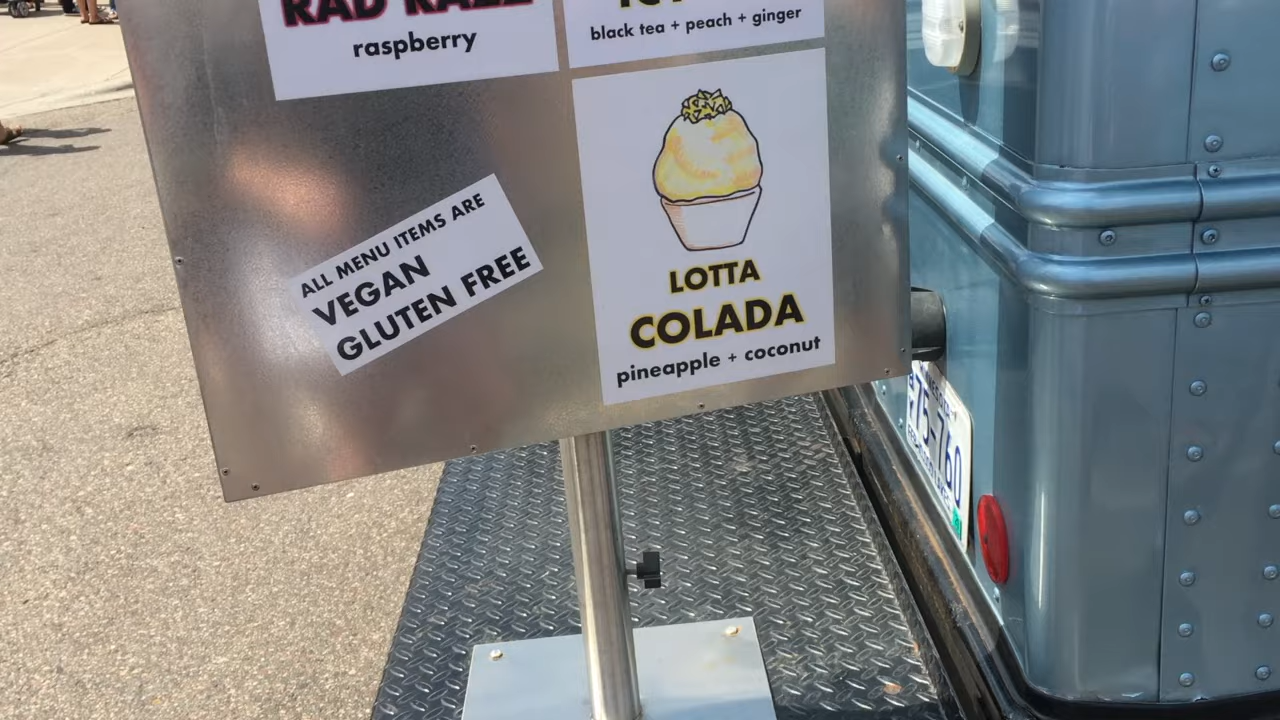 RAD RAZZ
raspberry
black tea + peach + ginger
ALL MENU ITEMS ARE
VEGAN
GLUTEN FREE
LOTTA
COLADA
pineapple + coconut
75-760